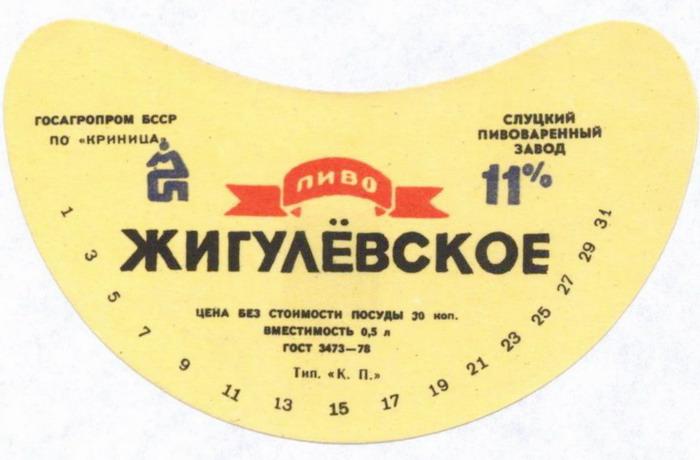 ГОСАГРОПРОМ БССР
ПО «КРИНИЦА»
СЛУЦКИЙ
ПИВОВАРЕННЫЙ
ЗАВОД
11%
ПИВО
ЖИГУЛЁВСКОЕ
ЦЕНА БЕЗ СТОИМОСТИ ПОСУДЫ 30 коп.
ВМЕСТИМОСТЬ 0,5 л
ГОСТ 3473—78
Тип. «К. П.»
1 3 5 7 9 11 13 15 17 19 21 23 25 27 29 31